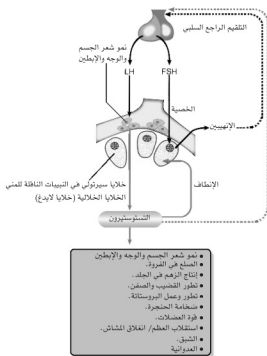 التلقيم الراجع السلبي
نمو شعر الجسم
والوجه والإبطين
LH
FSH
الخصية
الإنهيبين
خلايا سيرتولي في النبيبات الناقلة للمني
الخلايا الخلالية (خلايا لايدغ)
الإنطاف
التستوستيرون
نمو شعر الجسم والوجه والإبطين
الصلع في الفروة.
إنتاج الزهم في الجلد.
تطور القضيب والصفن.
تطور وعمل البروستاتة.
ضخامة الحنجرة.
قوة العضلات.
استقلاب العظم/ انغلاق المشاش.
الشبق.
العدوانية